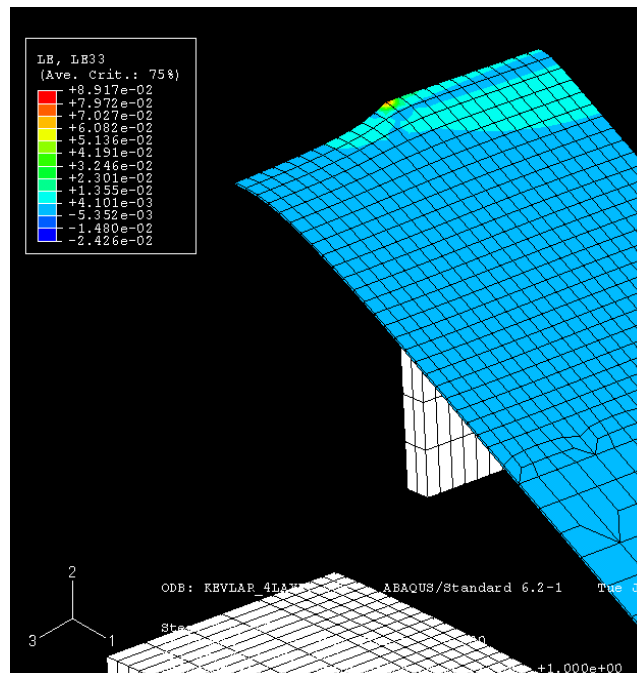 LE, LE33
(Ave. Crit.: 75%)
+8.917e-02
+7.972e-02
+7.027e-02
+6.082e-02
+5.136e-02
+4.191e-02
+3.246e-02
+2.301e-02
+1.355e-02
+4.101e-03
-5.352e-03
-1.480e-02
-2.426e-02
2
3
1
ODB: ABAQUS/Standard 6.2-1 Tue
+1.000e+00